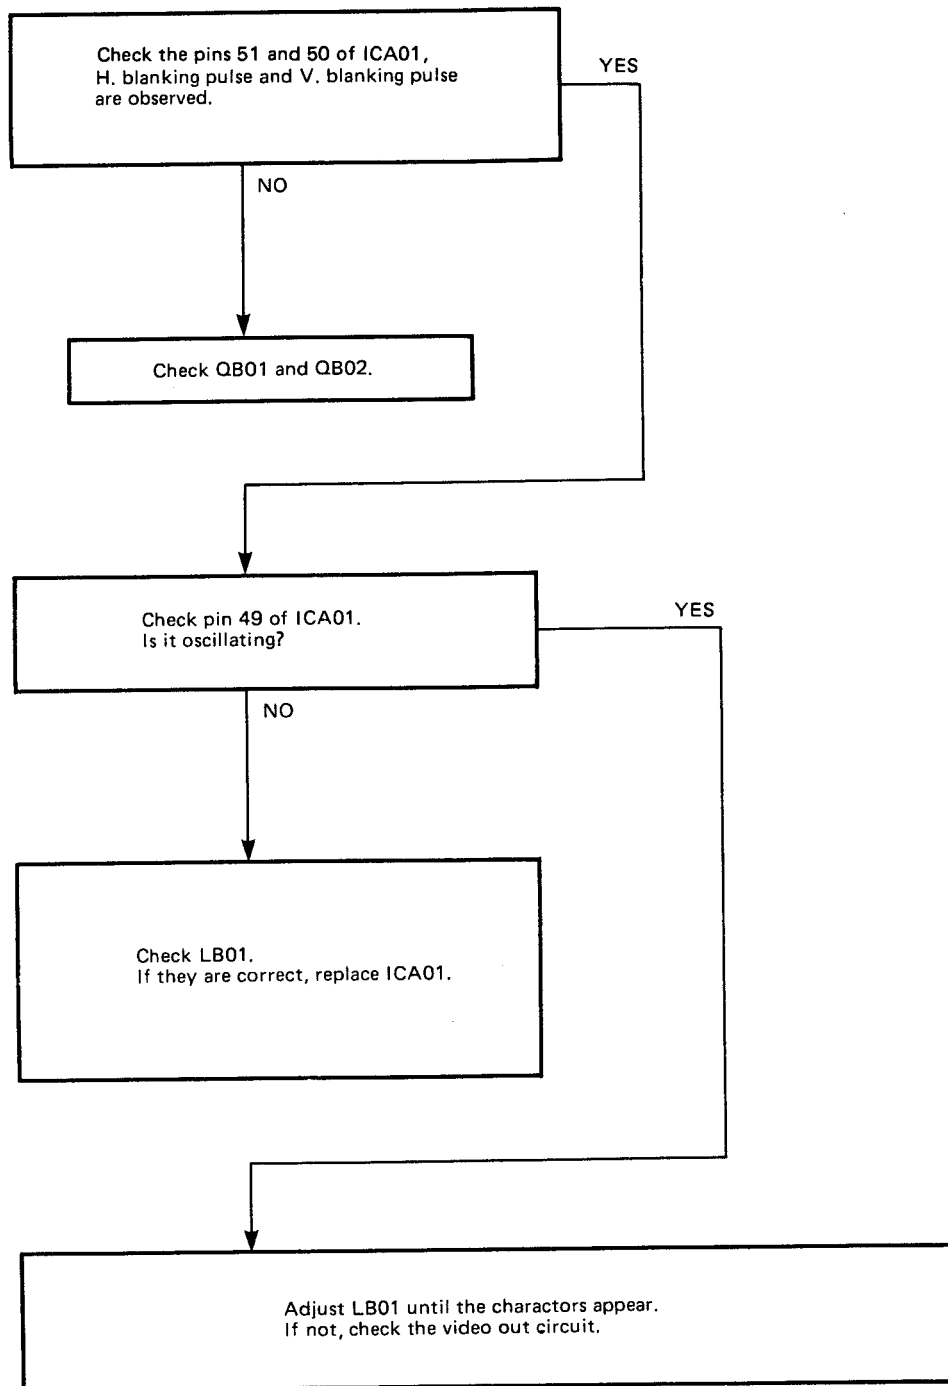 Check the pins 51 and 50 of ICA01,
H. blanking pulse and V. blanking pulse
are observed.
YES
NO
Check QB01 and QB02.
Check pin 49 of ICA01.
Is it oscillating?
YES
NO
Check LB01.
If they are correct, replace ICA01.
Adjust LB01 until the charactors appear.
If not, check the video out circuit.